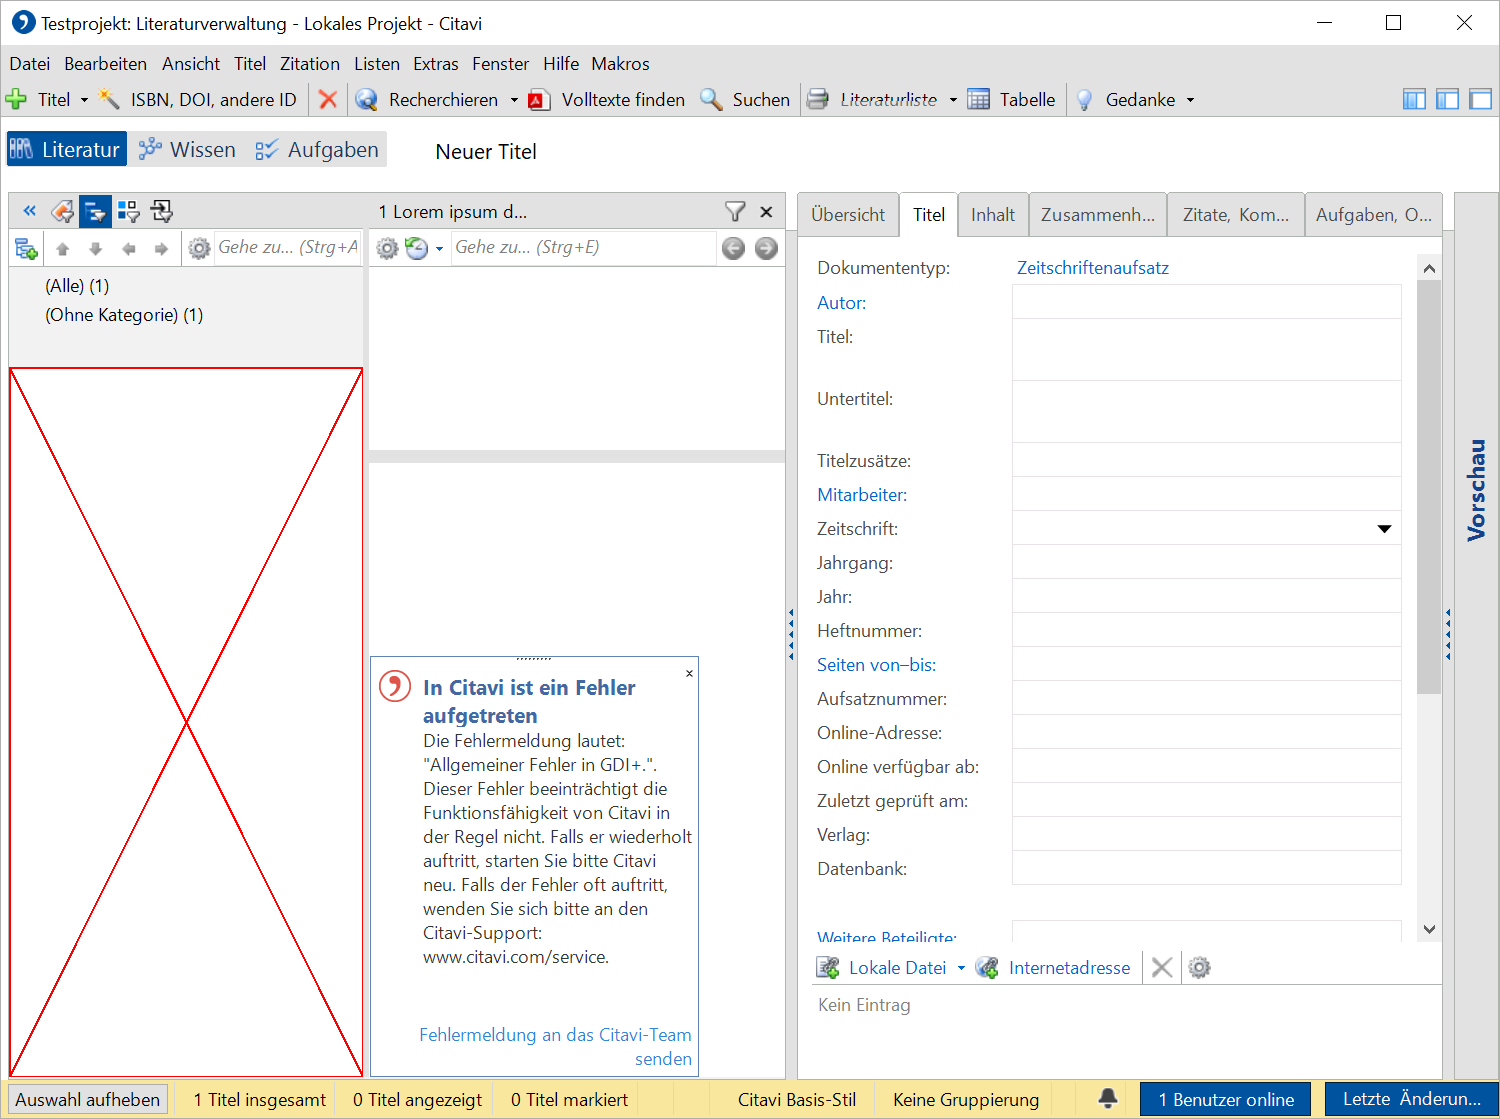 Testprojekt: Literaturverwaltung - Lokales Projekt - Citavi
Datei Bearbeiten Ansicht Titel Zitation Listen Extras Fenster Hilfe Makros
Titel ISBN, DOI, andere ID Recherchieren Volltexte finden Suchen Literaturliste Tabelle Gedanke
Literatur Wissen Aufgaben Neuer Titel
1 Lorem ipsum d...
Gehe zu... (Strg+A
Gehe zu... (Strg+E)
(Alle) (1)
(Ohne Kategorie) (1)
In Citavi ist ein Fehler
aufgetreten
Die Fehlermeldung lautet:
"Allgemeiner Fehler in GDI+.".
Dieser Fehler beeinträchtigt die
Funktionsfähigkeit von Citavi in
der Regel nicht. Falls er wiederholt
auftritt, starten Sie bitte Citavi
neu. Falls der Fehler oft auftritt,
wenden Sie sich bitte an den
Citavi-Support:
www.citavi.com/service.
Fehlermeldung an das Citavi-Team
senden
Übersicht Titel Inhalt Zusammenh... Zitate, Kom... Aufgaben, O...
Dokumententyp: Zeitschriftenaufsatz
Autor:
Titel:
Untertitel:
Titelzusätze:
Mitarbeiter:
Zeitschrift:
Jahrgang:
Jahr:
Heftnummer:
Seiten von–bis:
Aufsatznummer:
Online-Adresse:
Online verfügbar ab:
Zuletzt geprüft am:
Verlag:
Datenbank:
Weitere Beteiligte:
Lokale Datei Internetadresse
Kein Eintrag
Vorschau
Auswahl aufheben 1 Titel insgesamt 0 Titel angezeigt 0 Titel markiert Citavi Basis-Stil Keine Gruppierung 1 Benutzer online Letzte Änderun...